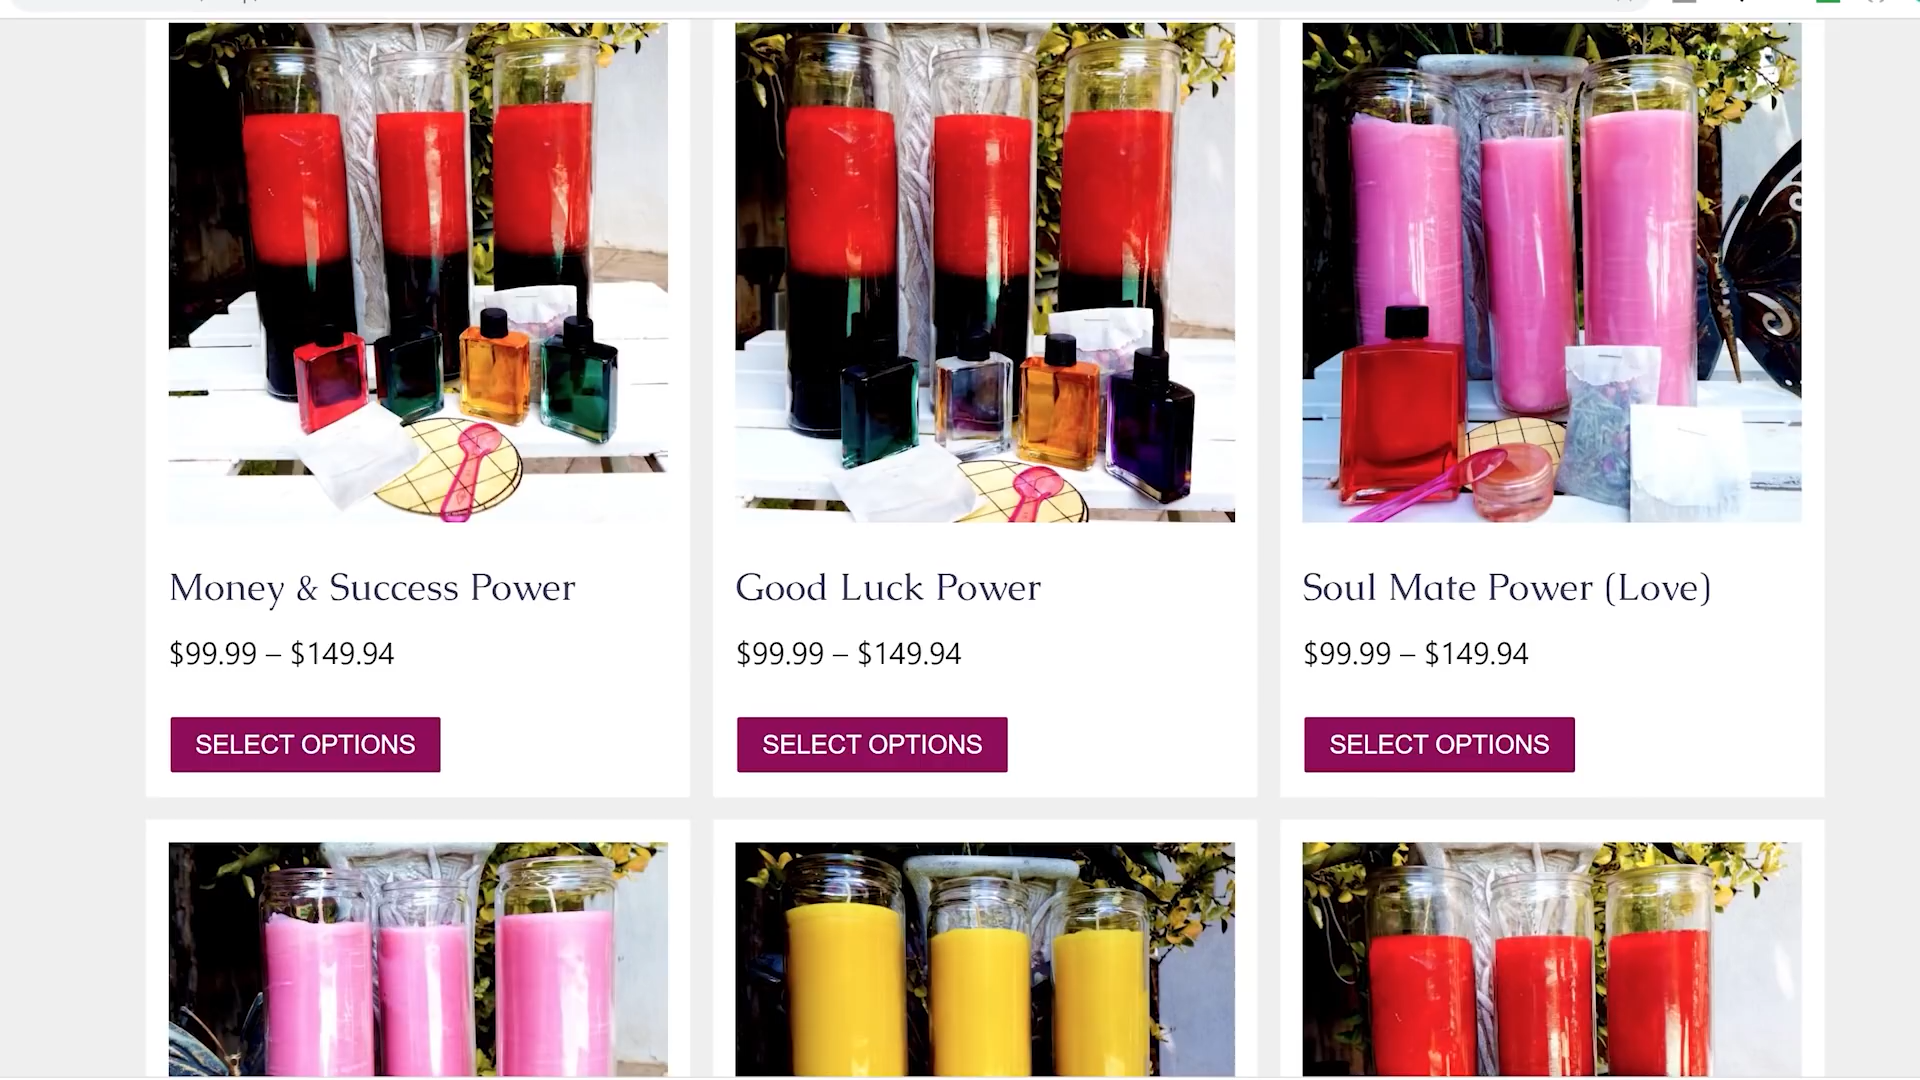 Money & Success Power
$99.99 – $149.94
SELECT OPTIONS
Good Luck Power
$99.99 – $149.94
SELECT OPTIONS
Soul Mate Power (Love)
$99.99 – $149.94
SELECT OPTIONS